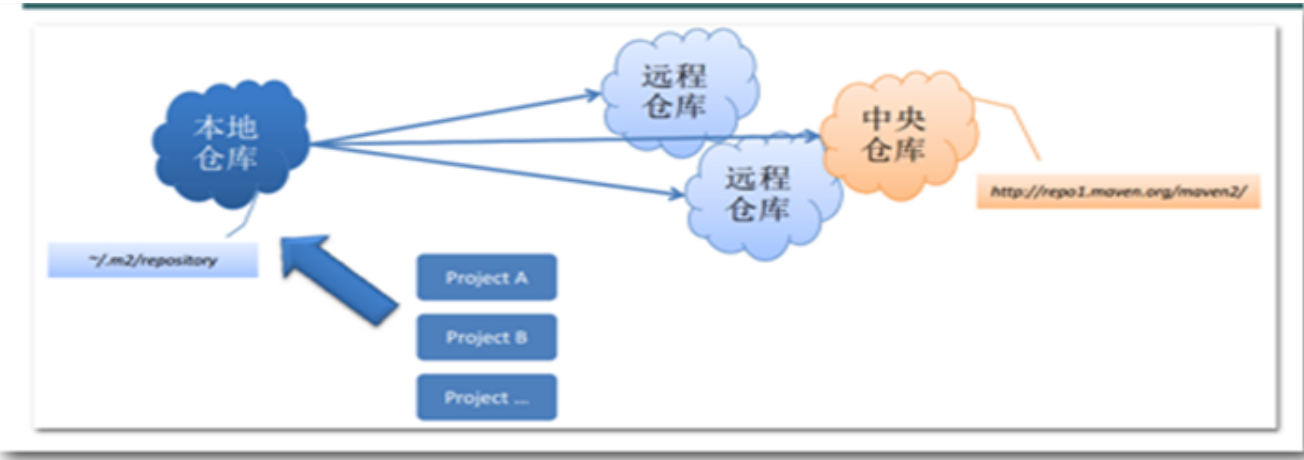 远程
仓库
本地
仓库
中央
仓库
远程
仓库
http://repo1.maven.org/maven2/
~/.m2/repository
Project A
Project B
Project ...